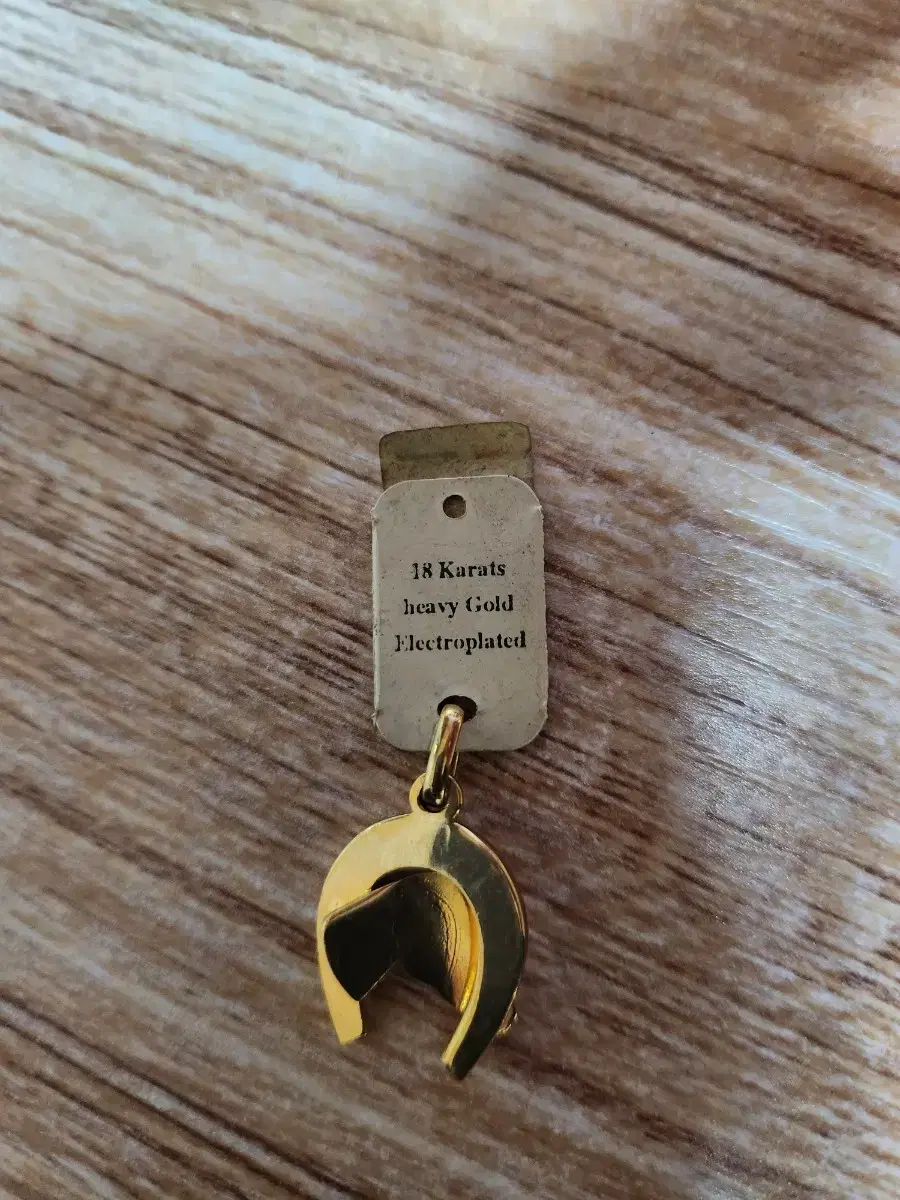 18 Karats
heavy Gold
Electroplated